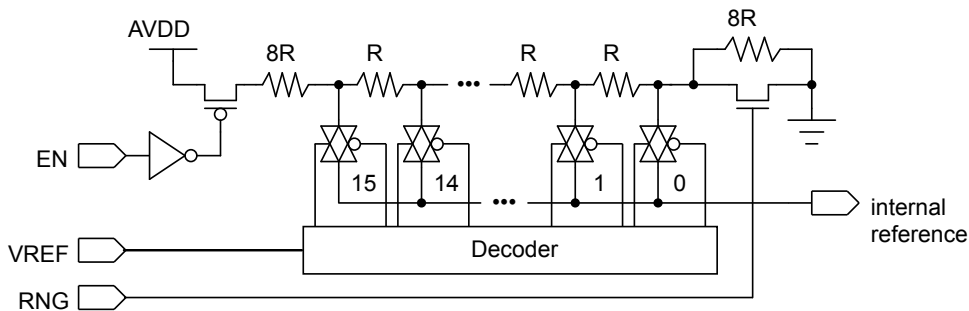 AVDD
8R
R
R
R
8R
EN
15
14
1
0
internal
reference
Decoder
VREF
RNG